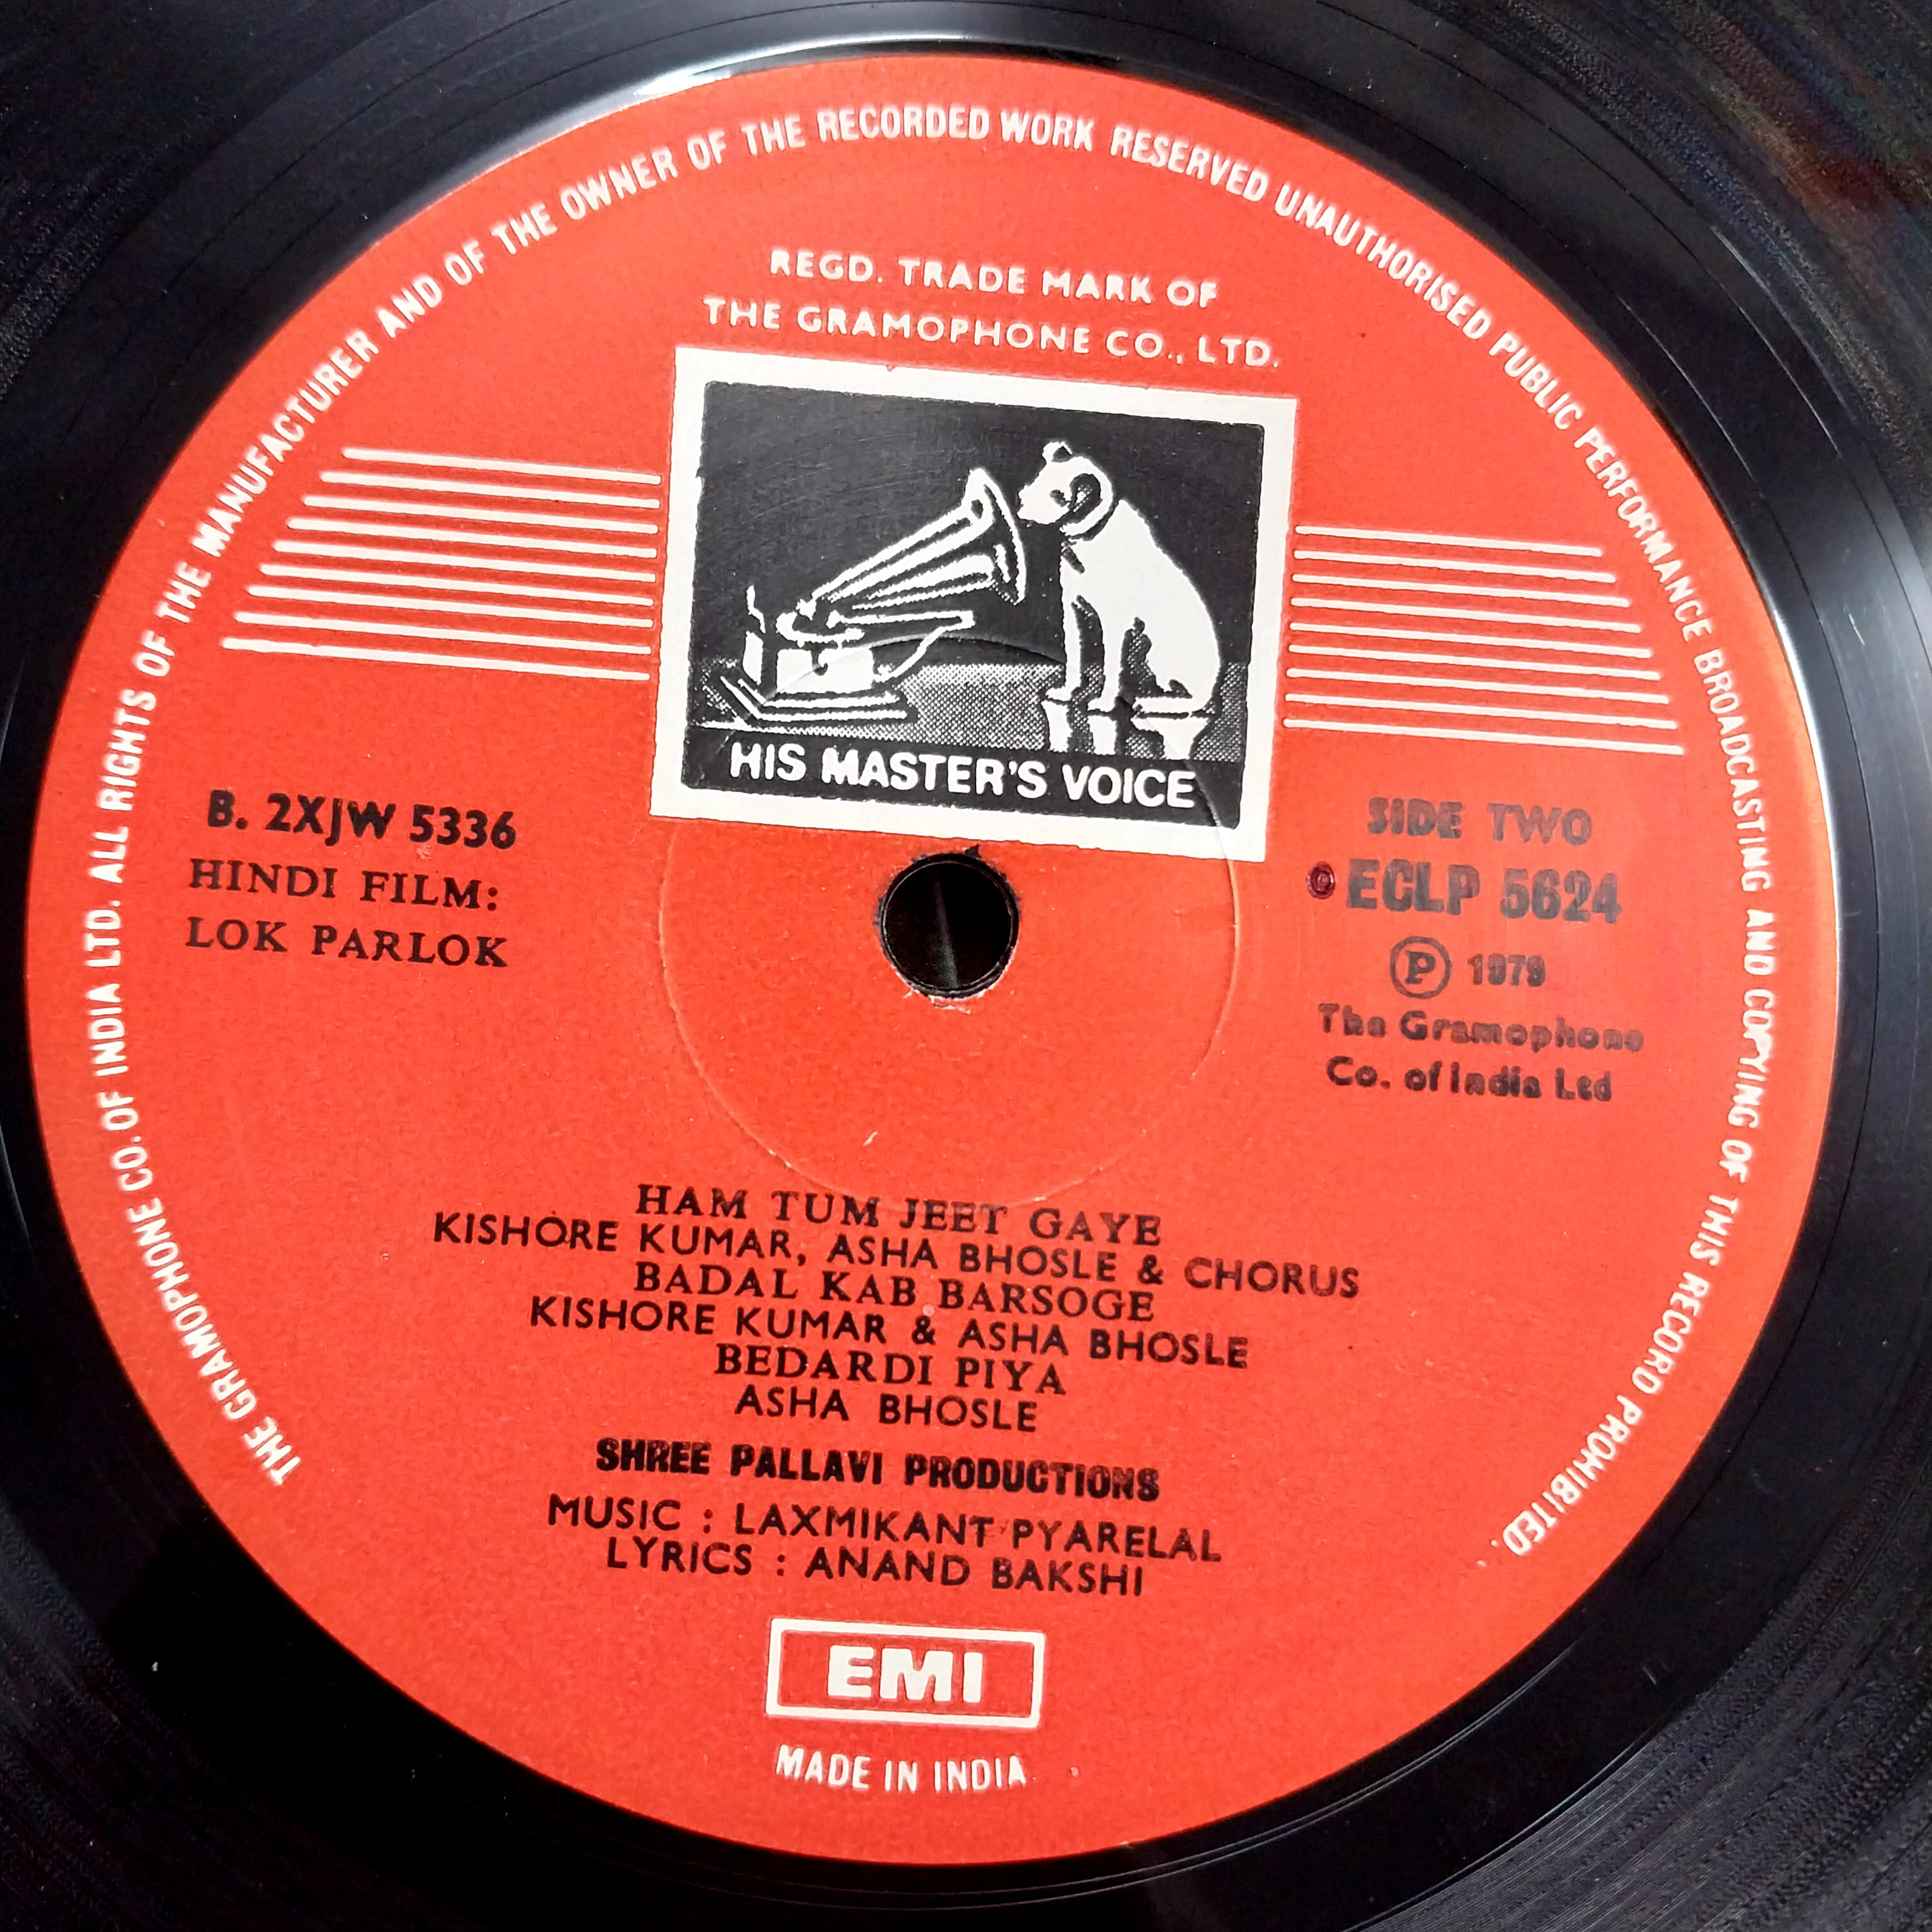 THE GRAMOPHONE CO. OF INDIA LTD. ALL RIGHTS OF THE MANUFACTURER AND OF THE OWNER OF THE RECORDED WORK RESERVED UNAUTHORISED PUBLIC PERFORMANCE BROADCASTING AND COPYING OF THIS RECORD PROHIBITED.
REGD. TRADE MARK OF
THE GRAMOPHONE CO., LTD.
HIS MASTER'S VOICE
B. 2XJW 5336
HINDI FILM:
LOK PARLOK
SIDE TWO
ECLP 5624
Ⓟ 1979
The Gramophone
Co. of India Ltd
HAM TUM JEET GAYE
KISHORE KUMAR, ASHA BHOSLE & CHORUS
BADAL KAB BARSOGE
KISHORE KUMAR & ASHA BHOSLE
BEDARDI PIYA
ASHA BHOSLE
SHREE PALLAVI PRODUCTIONS
MUSIC : LAXMIKANT PYARELAL
LYRICS : ANAND BAKSHI
EMI
MADE IN INDIA